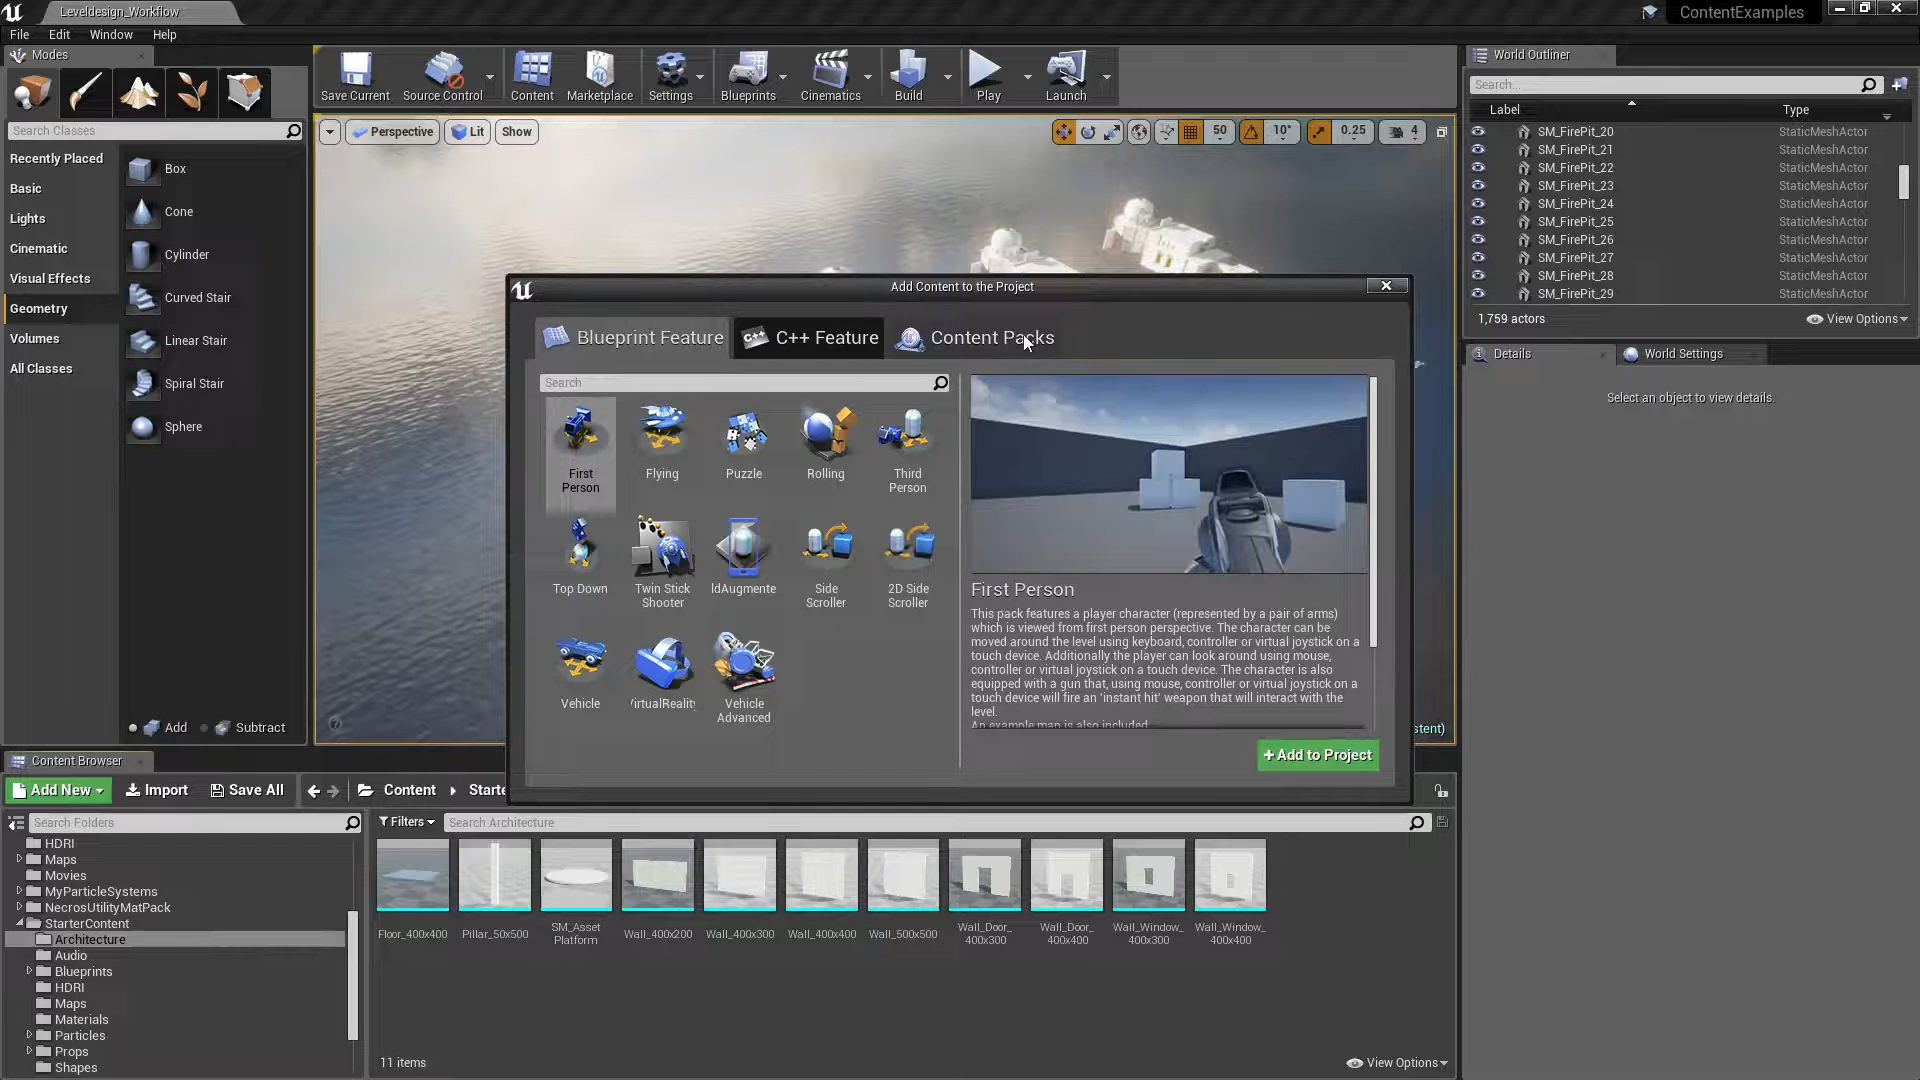 Leveldesign_Workflow
ContentExamples
File Edit Window Help
Modes
Search Classes
Recently Placed
Basic
Lights
Cinematic
Visual Effects
Geometry
Volumes
All Classes
Box
Cone
Cylinder
Curved Stair
Linear Stair
Spiral Stair
Sphere
Add Subtract
Save Current Source Control Content Marketplace Settings Blueprints Cinematics Build Play Launch
Perspective Lit Show
50 10° 0.25 4
World Outliner
Search...
Label Type
SM_FirePit_20 StaticMeshActor
SM_FirePit_21 StaticMeshActor
SM_FirePit_22 StaticMeshActor
SM_FirePit_23 StaticMeshActor
SM_FirePit_24 StaticMeshActor
SM_FirePit_25 StaticMeshActor
SM_FirePit_26 StaticMeshActor
SM_FirePit_27 StaticMeshActor
SM_FirePit_28 StaticMeshActor
SM_FirePit_29 StaticMeshActor
1,759 actors View Options
Details World Settings
Select an object to view details.
Add Content to the Project
Blueprint Feature C++ Feature Content Packs
Search
First Person
Flying
Puzzle
Rolling
Third Person
Top Down
Twin Stick Shooter
ldAugmente
Side Scroller
2D Side Scroller
Vehicle
irtualRealit
Vehicle Advanced
First Person
This pack features a player character (represented by a pair of arms)
which is viewed from first person perspective. The character can be
moved around the level using keyboard, controller or virtual joystick on a
touch device. Additionally the player can look around using mouse,
controller or virtual joystick on a touch device. The character is also
equipped with a gun that, using mouse, controller or virtual joystick on a
touch device will fire an 'instant hit' weapon that will interact with the
level.
An example map is also included
+Add to Project
stent)
Content Browser
Add New Import Save All Content Starte
Search Folders
HDRI
Maps
Movies
MyParticleSystems
NecrosUtilityMatPack
StarterContent
Architecture
Audio
Blueprints
HDRI
Maps
Materials
Particles
Props
Shapes
Filters Search Architecture
Floor_400x400
Pillar_50x500
SM_Asset Platform
Wall_400x200
Wall_400x300
Wall_400x400
Wall_500x500
Wall_Door_ 400x300
Wall_Door_ 400x400
Wall_Window_ 400x300
Wall_Window_ 400x400
11 items View Options